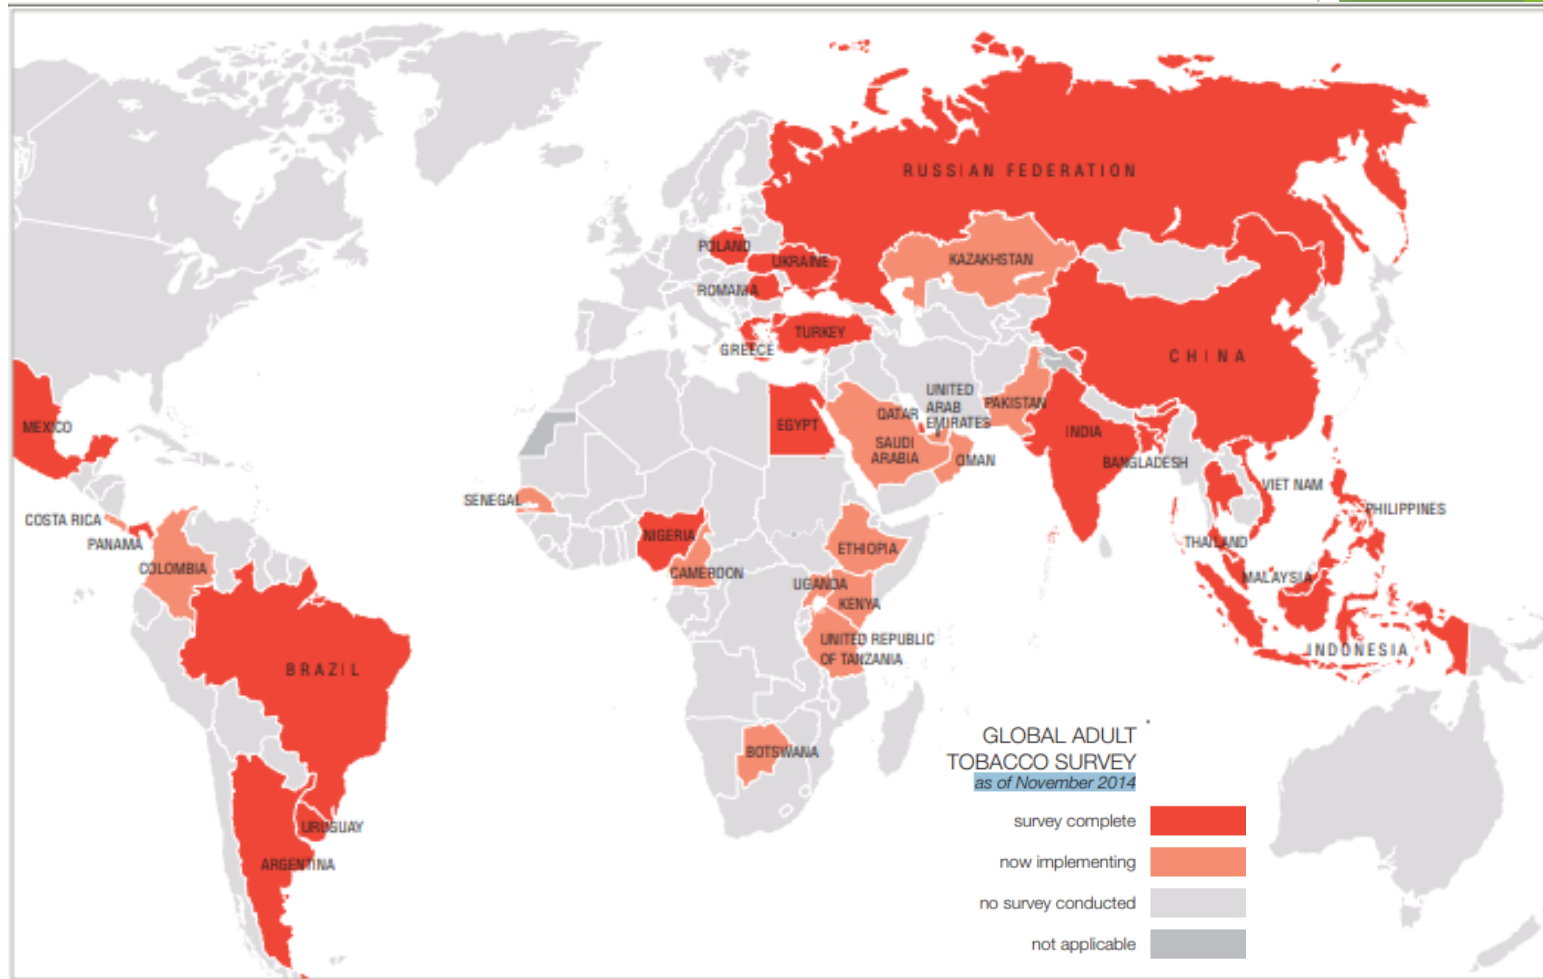 RUSSIAN FEDERATION
POLAND
UKRAINE
KAZAKHSTAN
ROMANIA
TURKEY
GREECE
CHINA
MEXICO
EGYPT
QATAR
UNITED
ARAB
EMIRATES
PAKISTAN
INDIA
SAUDI
ARABIA
OMAN
BANGLADESH
VIET NAM
SENEGAL
PHILIPPINES
COSTA RICA
PANAMA
NIGERIA
THAILAND
ETHIOPIA
COLOMBIA
CAMEROON
UGANDA
MALAYSIA
KENYA
UNITED REPUBLIC
OF TANZANIA
INDONESIA
BRAZIL
BOTSWANA
URUGUAY
ARGENTINA
GLOBAL ADULT
TOBACCO SURVEY
as of November 2014
survey complete
now implementing
no survey conducted
not applicable